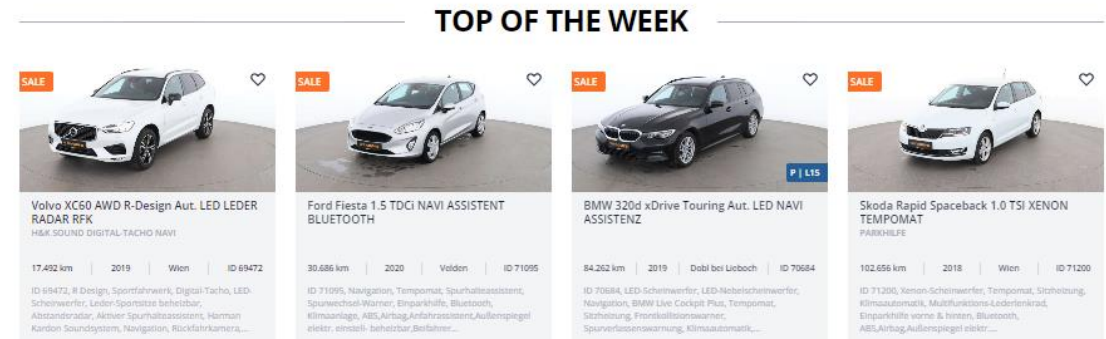 TOP OF THE WEEK
SALE
SALE
SALE
SALE
P | L15
Volvo XC60 AWD R-Design Aut. LED LEDER
RADAR RFK
H&K SOUND DIGITAL-TACHO NAVI
17.492 km | 2019 | Wien | ID 69472
ID 69472, R.Design, Sportfahrwerk, Digital-Tacho, LED-
Scheinwerfer, Leder-Sportsitze beheizbar,
Abstandsradar, Aktiver Spurhalteassistent, Harman
Kardon Soundsystem, Navigation, Rückfahrkamera,...
Ford Fiesta 1.5 TDCi NAVI ASSISTENT
BLUETOOTH
30.686 km | 2020 | Velden | ID 71095
ID 71095, Navigation, Tempomat, Spurhalteassistent,
Spurwechsel-Warner, Einparkhilfe, Bluetooth,
Klimaanlage, ABS,Airbag,Anfahrassistent,Außenspiegel
elektr. einstell- beheizbar,Beifahrer...
BMW 320d xDrive Touring Aut. LED NAVI
ASSISTENZ
84.262 km | 2019 | Dobl bei Lieboch | ID 70684
ID 70684, LED-Scheinwerfer, LED-Nebelscheinwerfer,
Navigation, BMW Live Cockpit Plus, Tempomat,
Sitzheizung, Frontkollisionswarner,
Spurverlassenswarnung, Klimaautomatik,...
Skoda Rapid Spaceback 1.0 TSI XENON
TEMPOMAT
PARKHILFE
102.656 km | 2018 | Wien | ID 71200
ID 71200, Xenon-Scheinwerfer, Tempomat, Sitzheizung,
Klimaautomatik, Multifunktions-Lederlenkrad,
Einparkhilfe vorne & hinten, Bluetooth,
ABS,Airbag,Außenspiegel elektr....